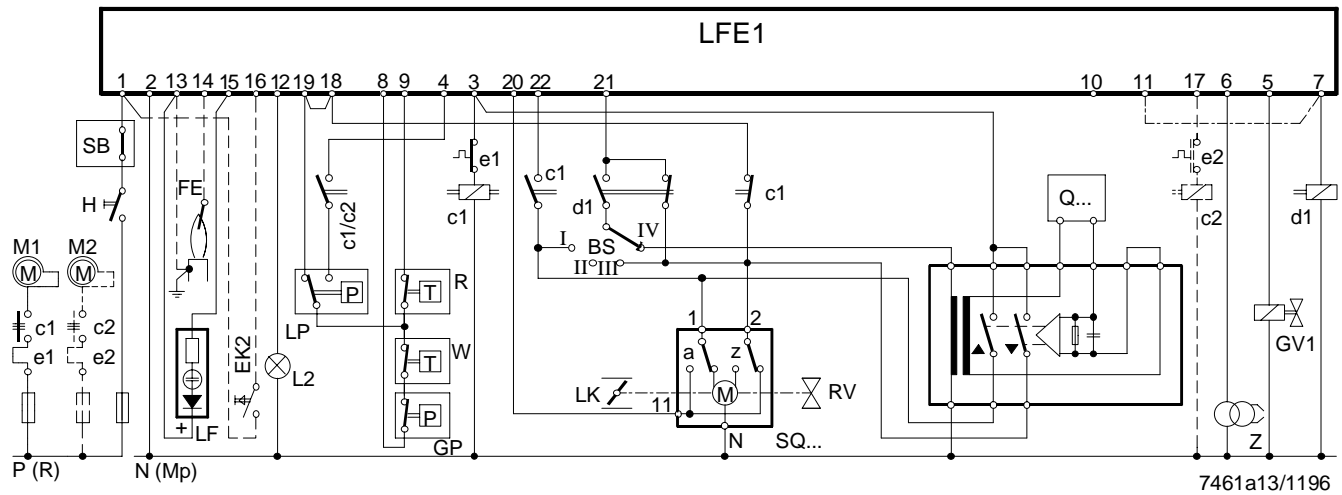 LFE1
1 2 13 14 15 16 12 19 18 8 9 4 3 20 22 21 10 11 17 6 5 7
SB
e1
e2
FE
c1
c1
Q...
H
d1
c1
c2
d1
c1/c2
IV
I
BS
M1 M2
II III
M M
P
T
R
LP
1 2
c1 c2
a z
GV1
e1 e2
EK2
T
W
L2
LK
M
RV
P
11
+
LF
GP
N
SQ...
Z
P (R)
N (Mp)
7461a13/1196